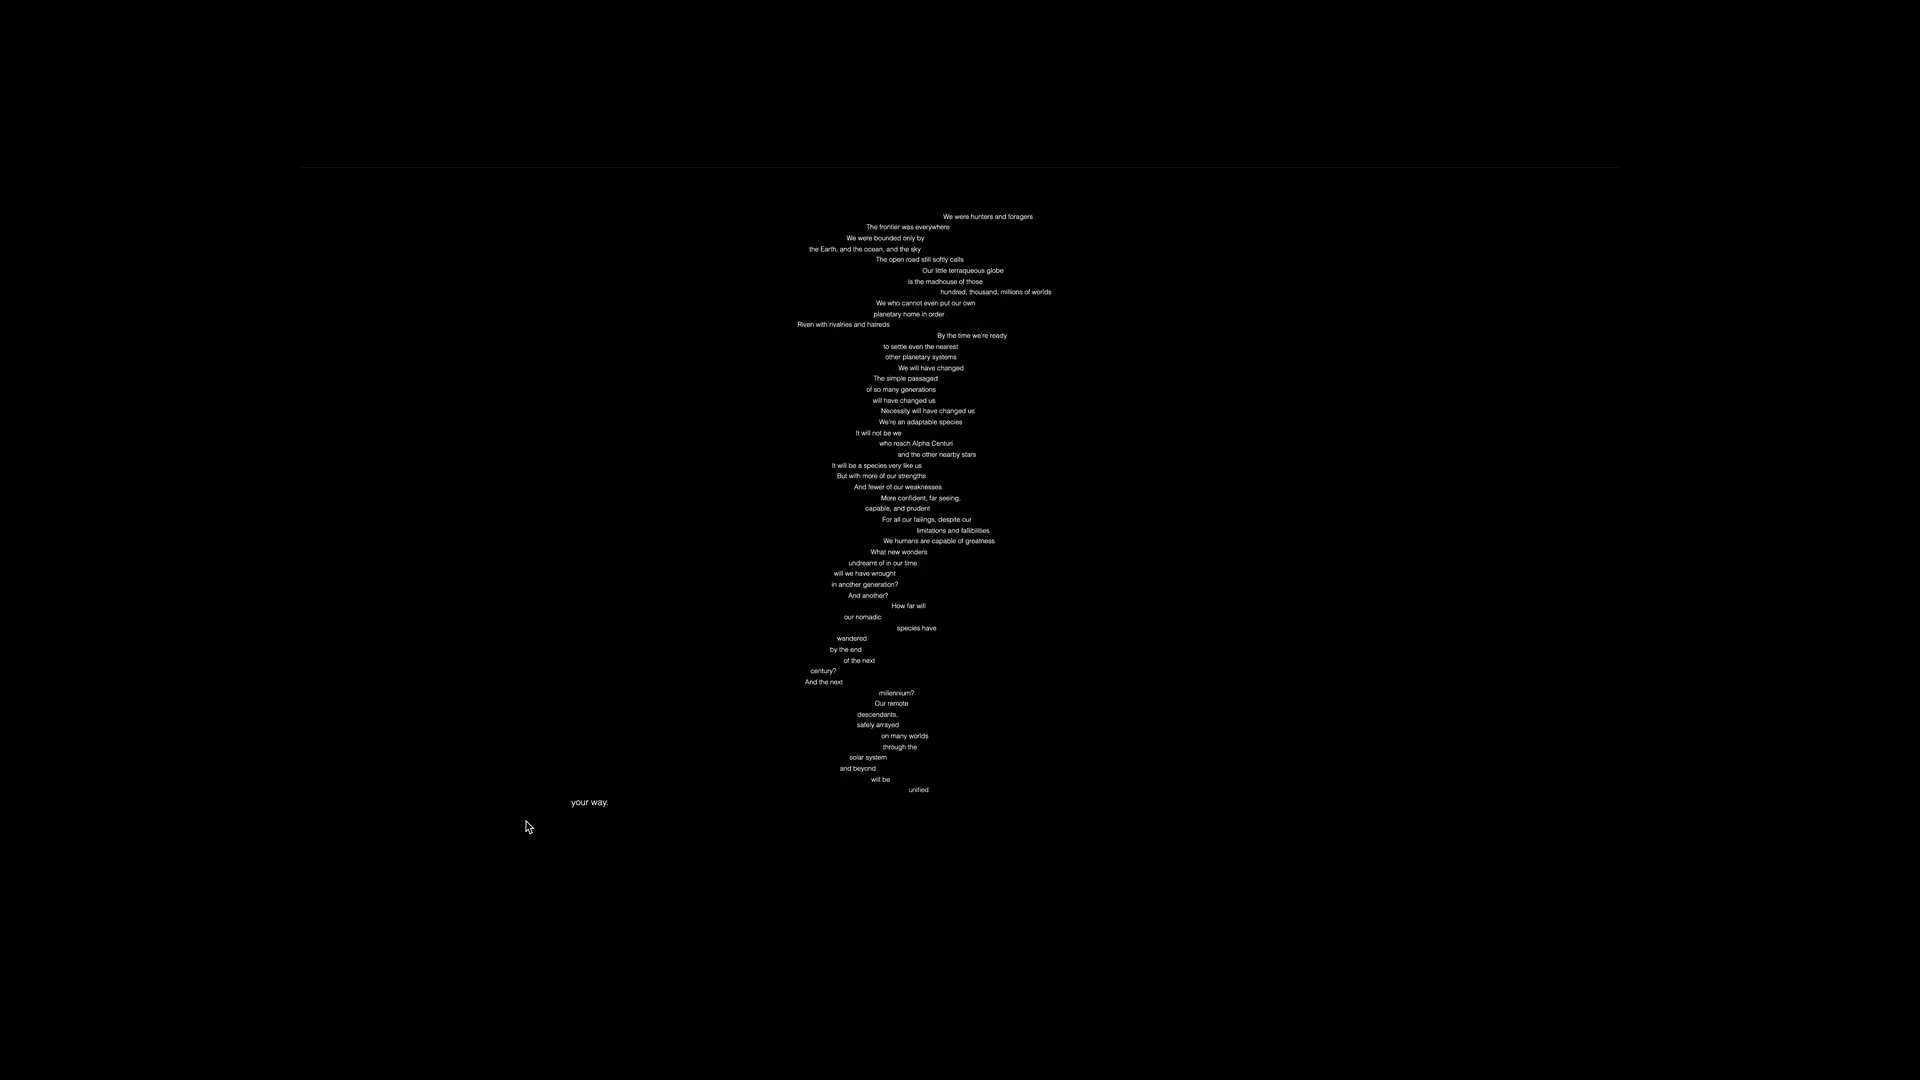 We were hunters and foragers
The frontier was everywhere
We were bounded only by
the Earth, and the ocean, and the sky
The open road still softly calls
Our little terraqueous globe
is the madhouse of those
hundred, thousand, millions of worlds
We who cannot even put our own
planetary home in order
Riven with rivalries and hatreds
By the time we're ready
to settle even the nearest
other planetary systems
We will have changed
The simple passaged
of so many generations
will have changed us
Necessity will have changed us
We're an adaptable species
It will not be we
who reach Alpha Centuri
and the other nearby stars
It will be a species very like us
But with more of our strengths
And fewer of our weaknesses
More confident, far seeing,
capable, and prudent
For all our failings, despite our
limitations and fallibilities
We humans are capable of greatness
What new wonders
undreamt of in our time
will we have wrought
in another generation?
And another?
How far will
our nomadic
species have
wandered
by the end
of the next
century?
And the next
millennium?
Our remote
descendants,
safely arrayed
on many worlds
through the
solar system
and beyond
will be
unified
your way.